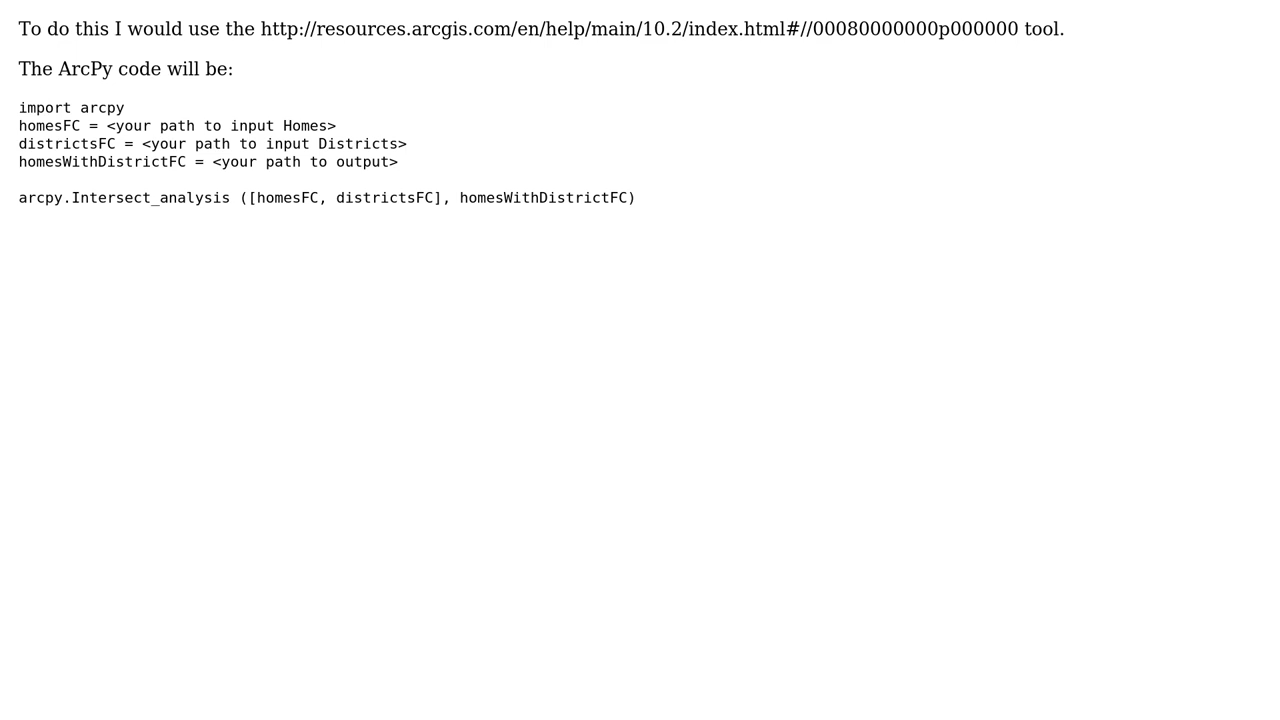 To do this I would use the http://resources.arcgis.com/en/help/main/10.2/index.html#//00080000000p000000 tool.
The ArcPy code will be:
import arcpy
homesFC = <your path to input Homes>
districtsFC = <your path to input Districts>
homesWithDistrictFC = <your path to output>
arcpy.Intersect_analysis ([homesFC, districtsFC], homesWithDistrictFC)